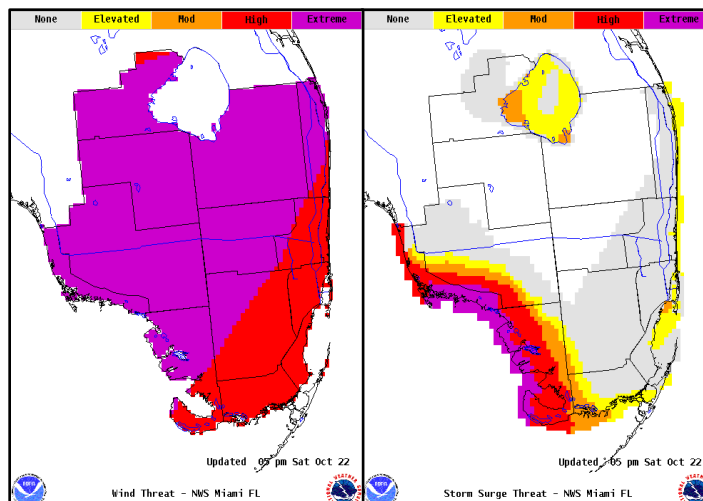 None Elevated Mod High Extreme
None Elevated Mod High Extreme
Updated 05 pm Sat Oct 22
Updated 05 pm Sat Oct 22
Wind Threat - NWS Miami FL
Storm Surge Threat - NWS Miami FL